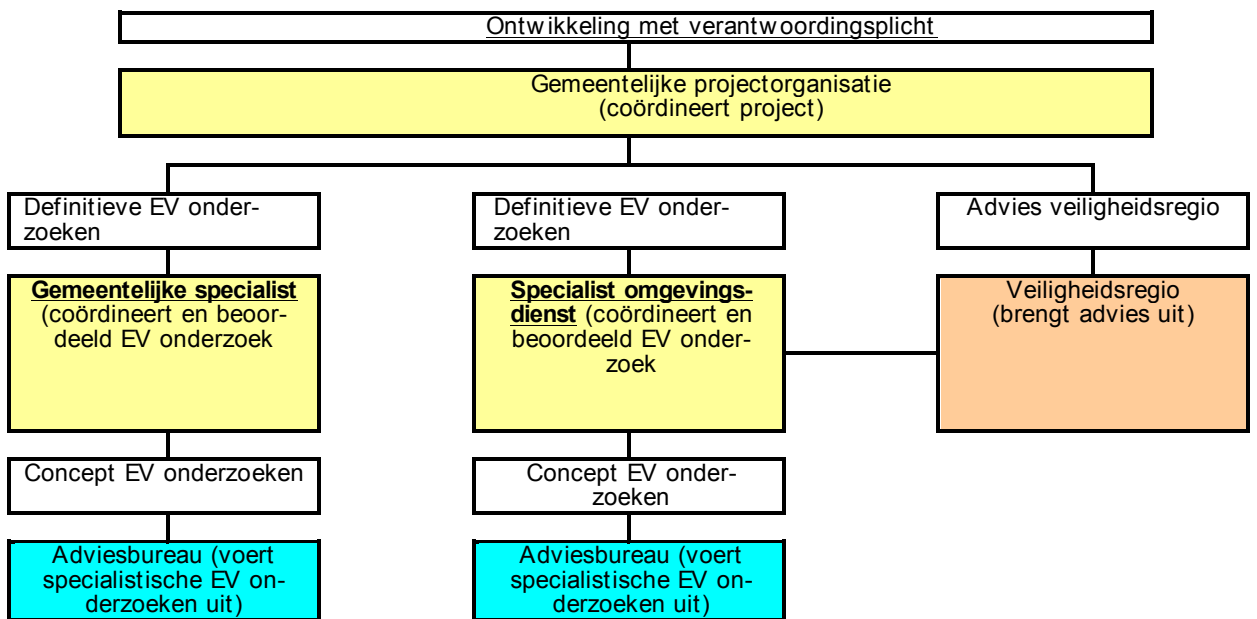 Ontwikkeling met verantwoordingsplicht
Gemeentelijke projectorganisatie
(coördineert project)
Definitieve EV onder-
zoeken
Definitieve EV onder-
zoeken
Advies veiligheidsregio
Gemeentelijke specialist
(coördineert en beoor-
deeld EV onderzoek
Specialist omgevings-
dienst (coördineert en
beoordeeld EV onder-
zoek
Veiligheidsregio
(brengt advies uit)
Concept EV onderzoeken
Concept EV onder-
zoeken
Adviesbureau (voert
specialistische EV on-
derzoeken uit)
Adviesbureau (voert
specialistische EV on-
derzoeken uit)